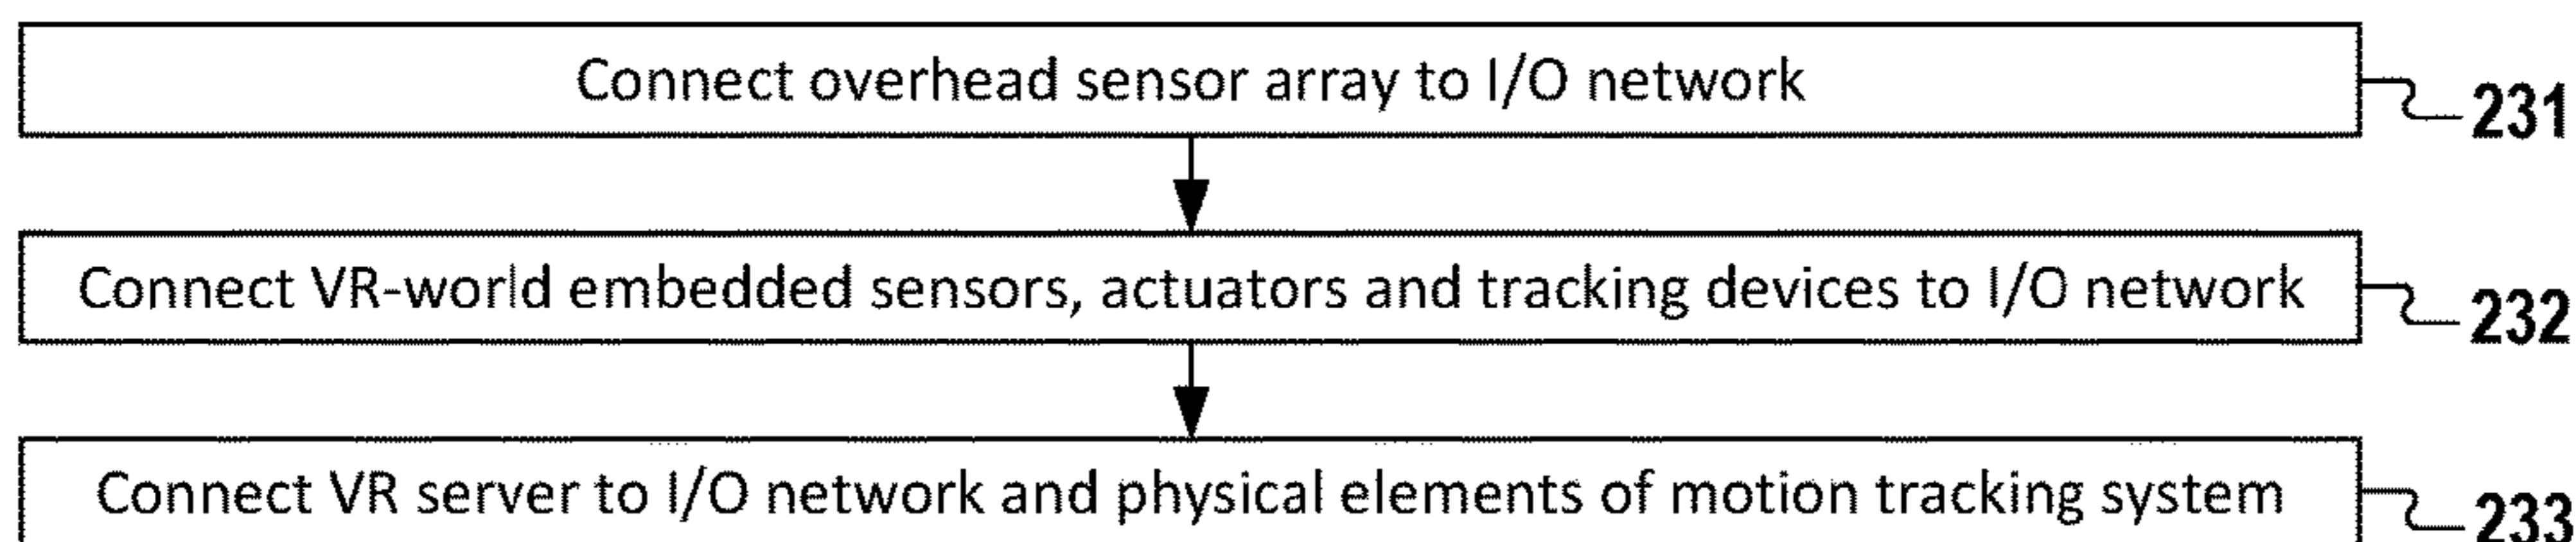 Connect overhead sensor array to I/O network
231
Connect VR-world embedded sensors, actuators and tracking devices to I/O network
232
Connect VR server to I/O network and physical elements of motion tracking system
233